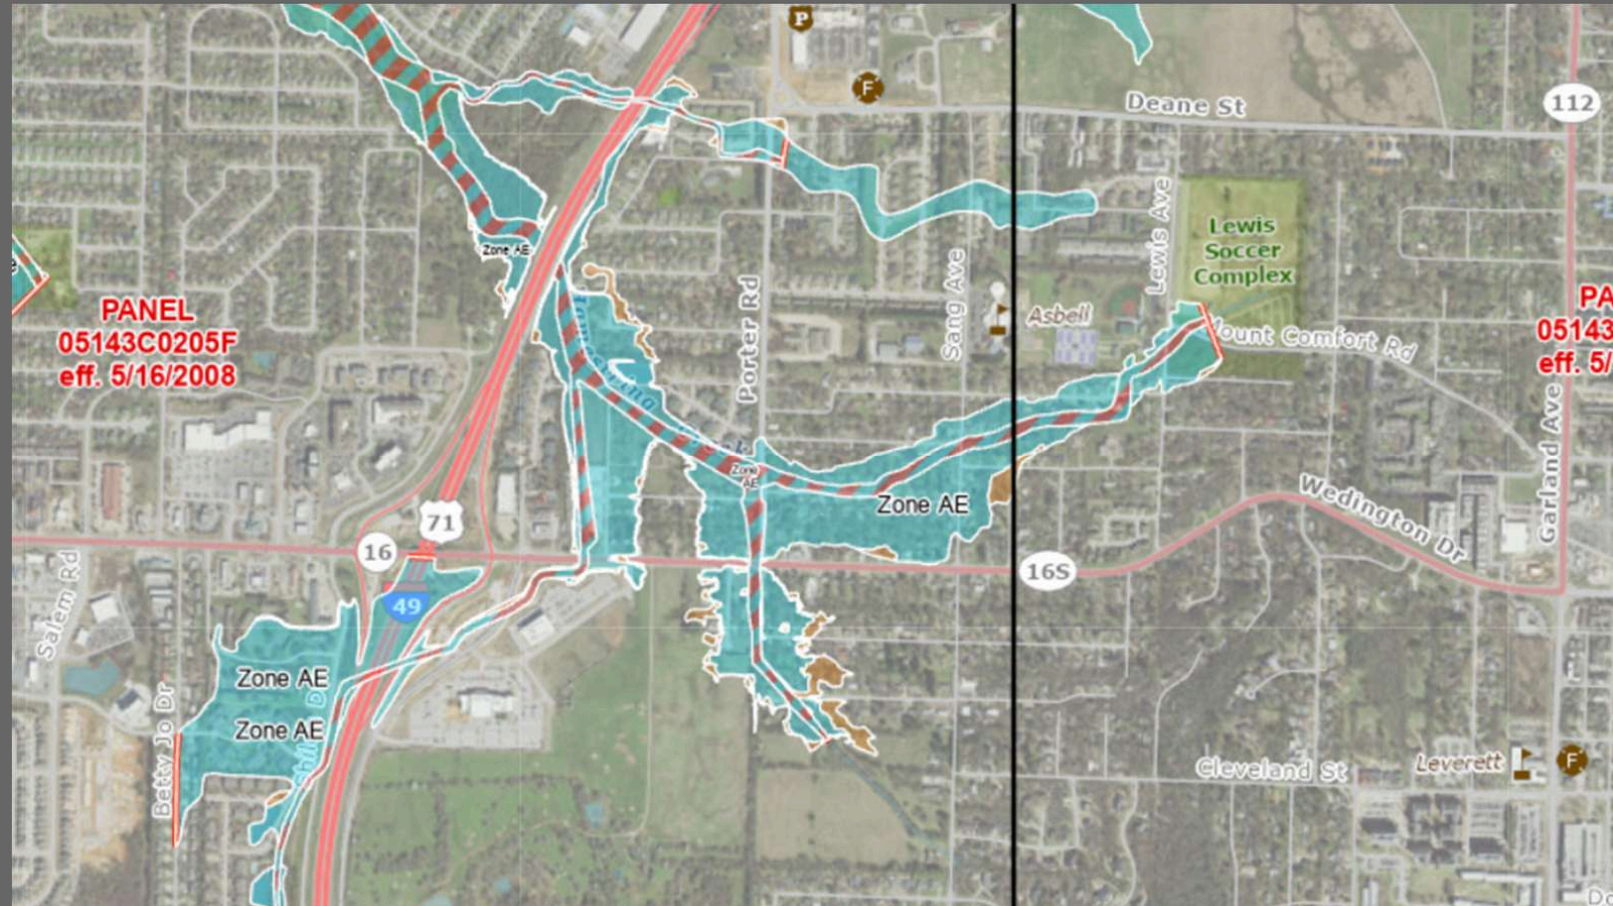 P
F
Deane St
112
Lewis Ave
Lewis
Soccer
Complex
Zone AE
PANEL
05143C0205F
eff. 5/16/2008
Porter Rd
Sang Ave
Asbell
Mount Comfort Rd
PA
05143
eff. 5/
Garland Ave
Zone
AE
Zone AE
Wedington Dr
71
16
16S
49
Salem Rd
Zone AE
Zone AE
Betty Jo Dr
Cleveland St
Leverett
F